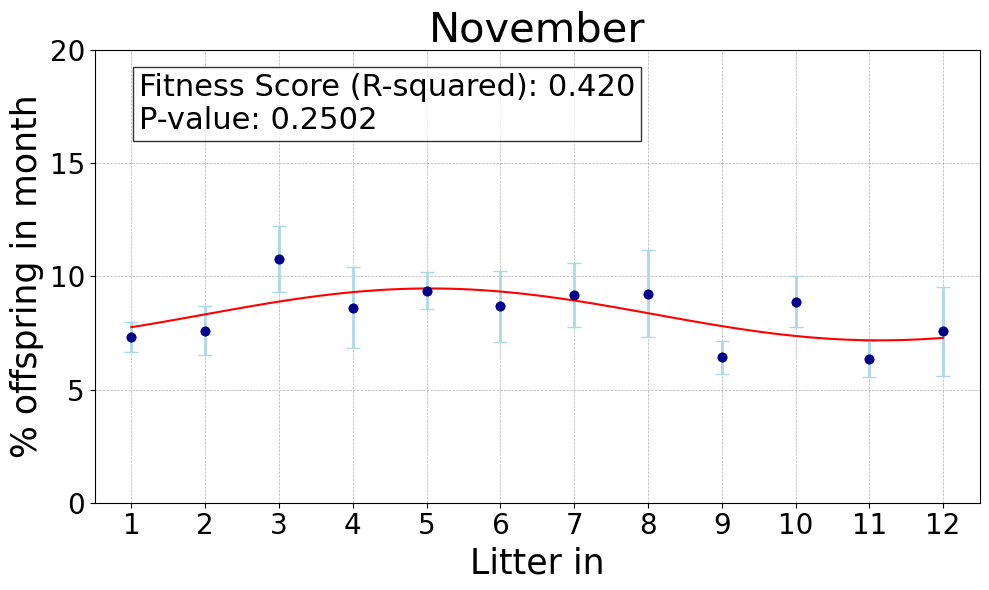 November
Fitness Score (R-squared): 0.420
P-value: 0.2502
% offspring in month
20
15
10
5
0
1 2 3 4 5 6 7 8 9 10 11 12
Litter in